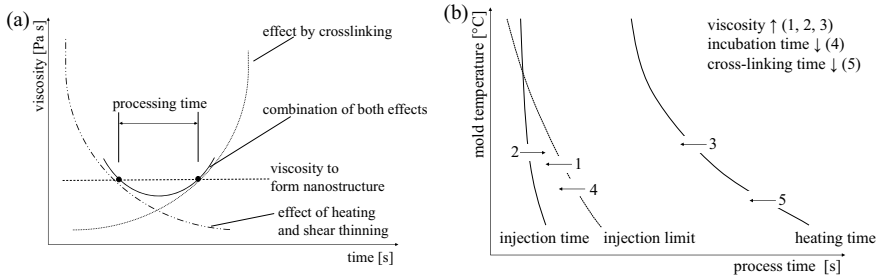 (a)
viscosity [Pa s]
effect by crosslinking
processing time
combination of both effects
viscosity to
form nanostructure
effect of heating
and shear thinning
time [s]
(b)
mold temperature [°C]
viscosity ↑ (1, 2, 3)
incubation time ↓ (4)
cross-linking time ↓ (5)
3
2
1
4
5
injection time
injection limit
heating time
process time [s]